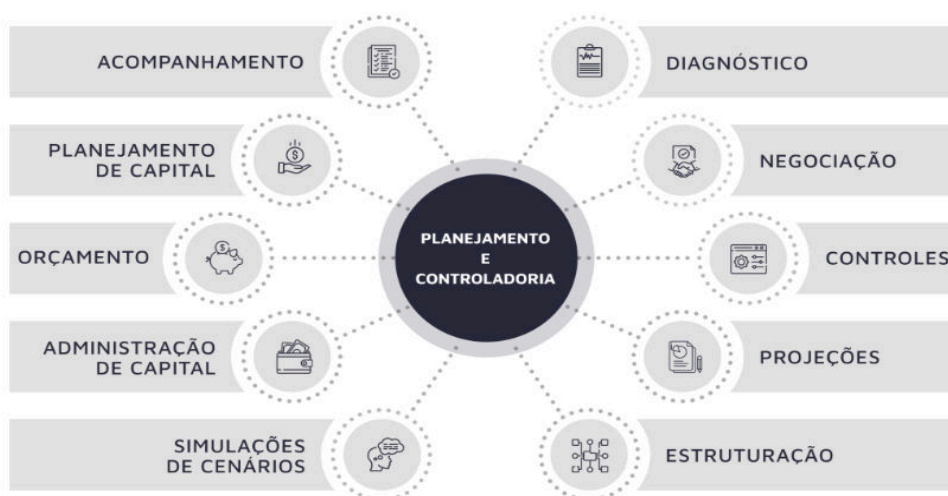 ACOMPANHAMENTO
DIAGNÓSTICO
PLANEJAMENTO
DE CAPITAL
NEGOCIAÇÃO
ORÇAMENTO
PLANEJAMENTO
E
CONTROLADORIA
CONTROLES
ADMINISTRAÇÃO
DE CAPITAL
PROJEÇÕES
SIMULAÇÕES
DE CENÁRIOS
ESTRUTURAÇÃO